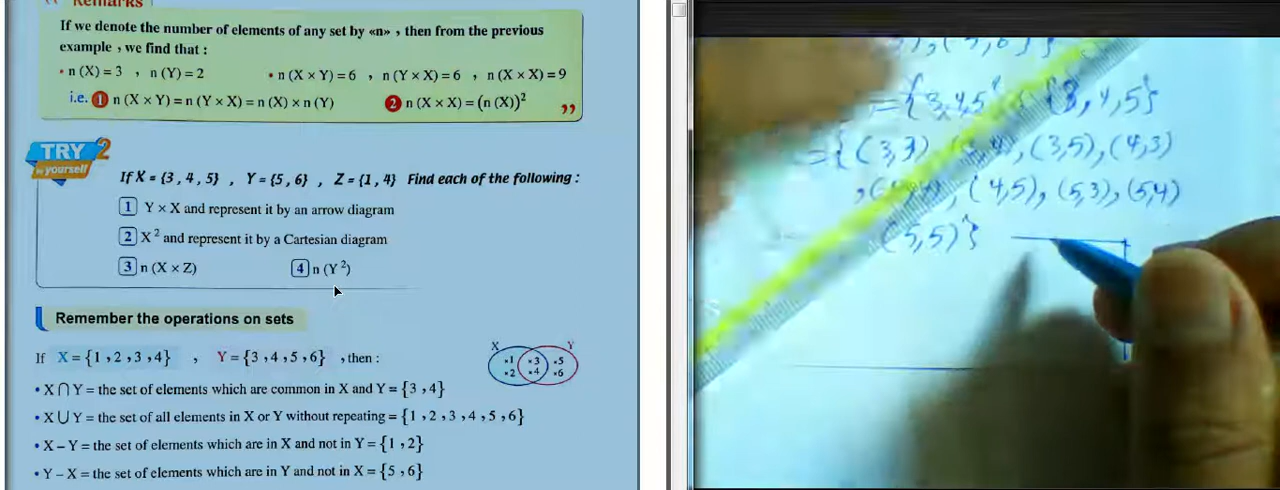 Remarks
If we denote the number of elements of any set by «n» , then from the previous
example , we find that :
• n (X) = 3 , n (Y) = 2 • n (X × Y) = 6 , n (Y × X) = 6 , n (X × X) = 9
i.e. 1 n (X × Y) = n (Y × X) = n (X) × n (Y) 2 n (X × X) = (n (X))²
TRY 2
by yourself
If X = {3 , 4 , 5} , Y = {5 , 6} , Z = {1 , 4} Find each of the following :
1 Y × X and represent it by an arrow diagram
2 X² and represent it by a Cartesian diagram
3 n (X × Z) 4 n (Y²)
Remember the operations on sets
If X = {1 , 2 , 3 , 4} , Y = {3 , 4 , 5 , 6} , then :
X Y
•1 •3 •5
•2 •4 •6
• X ∩ Y = the set of elements which are common in X and Y = {3 , 4}
• X ∪ Y = the set of all elements in X or Y without repeating = {1 , 2 , 3 , 4 , 5 , 6}
• X – Y = the set of elements which are in X and not in Y = {1 , 2}
• Y – X = the set of elements which are in Y and not in X = {5 , 6}
= {3,4,5 {3,4,5}
= { (3,3) , (3,5) , (4,3)
, (4,5) , (5,3) , (5,4)
(5,5) }